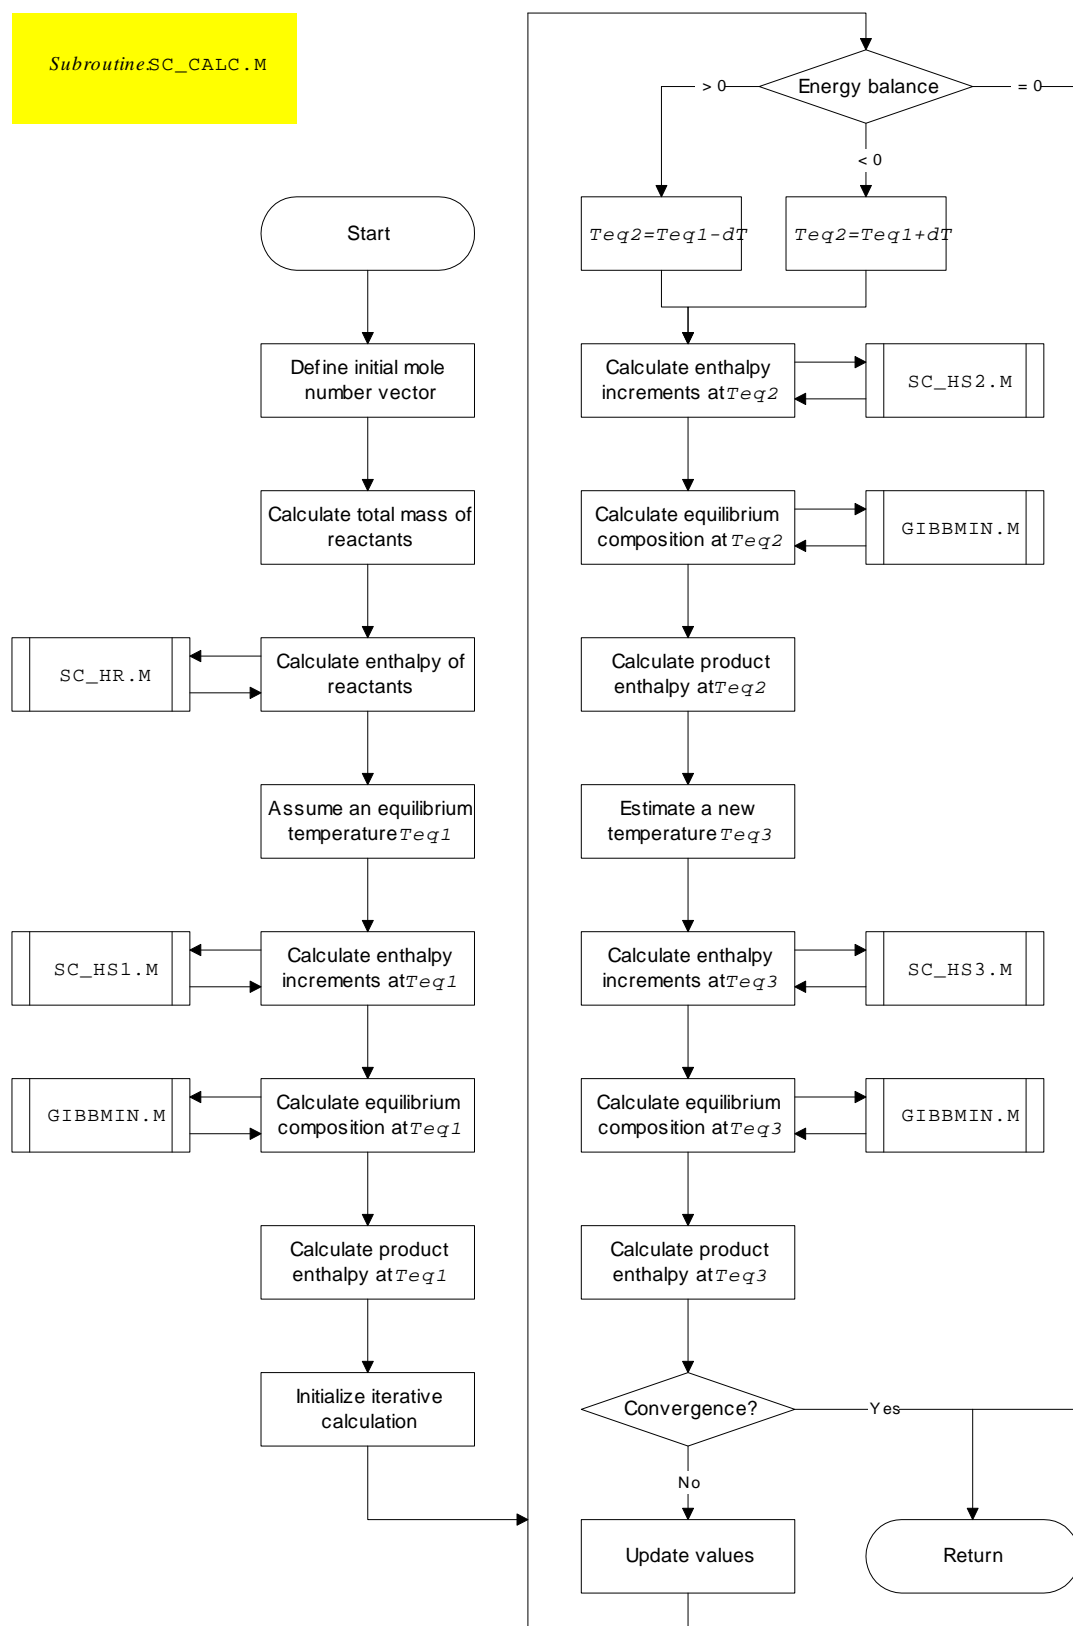 Subroutine:SC_CALC.M
Start
Define initial mole
number vector
Calculate total mass of
reactants
Calculate enthalpy of
reactants
SC_HR.M
Assume an equilibrium
temperature Teq1
Calculate enthalpy
increments at Teq1
SC_HS1.M
Calculate equilibrium
composition at Teq1
GIBBMIN.M
Calculate product
enthalpy at Teq1
Initialize iterative
calculation
Energy balance
> 0
= 0
< 0
Teq2=Teq1-dT
Teq2=Teq1+dT
Calculate enthalpy
increments at Teq2
SC_HS2.M
Calculate equilibrium
composition at Teq2
GIBBMIN.M
Calculate product
enthalpy at Teq2
Estimate a new
temperature Teq3
Calculate enthalpy
increments at Teq3
SC_HS3.M
Calculate equilibrium
composition at Teq3
GIBBMIN.M
Calculate product
enthalpy at Teq3
Convergence?
Yes
No
Update values
Return